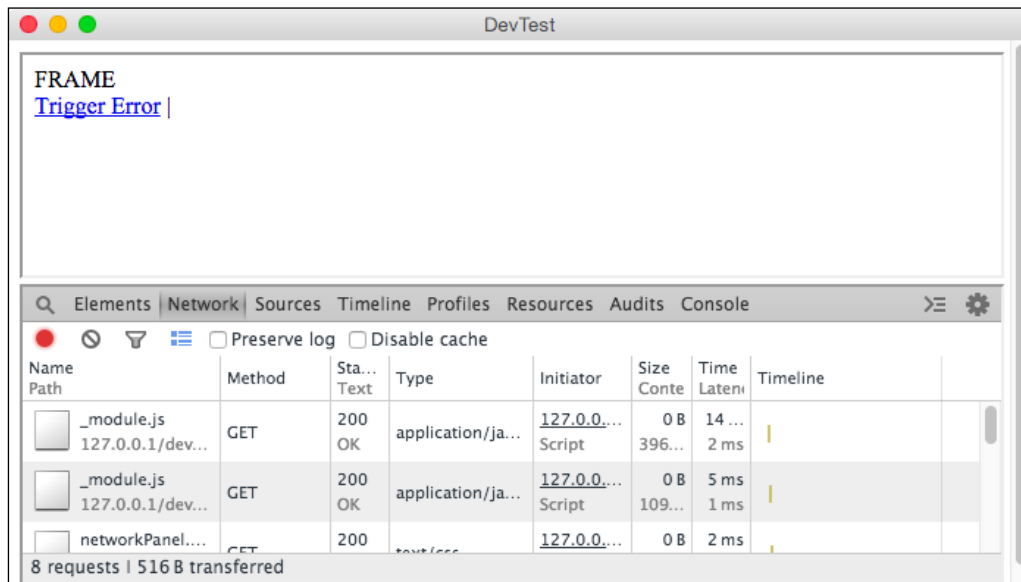 DevTest
FRAME
Trigger Error |
Elements Network Sources Timeline Profiles Resources Audits Console
Preserve log Disable cache
Name Path Method Sta... Text Type Initiator Size Conte Time Laten Timeline
_module.js GET 200 application/ja... 127.0.0.... 0 B 14 ...
127.0.0.1/dev... OK Script 396... 2 ms
_module.js GET 200 application/ja... 127.0.0.... 0 B 5 ms
127.0.0.1/dev... OK Script 109... 1 ms
networkPanel.... GET 200 text/css 127.0.0.... 0 B 2 ms
8 requests | 516 B transferred